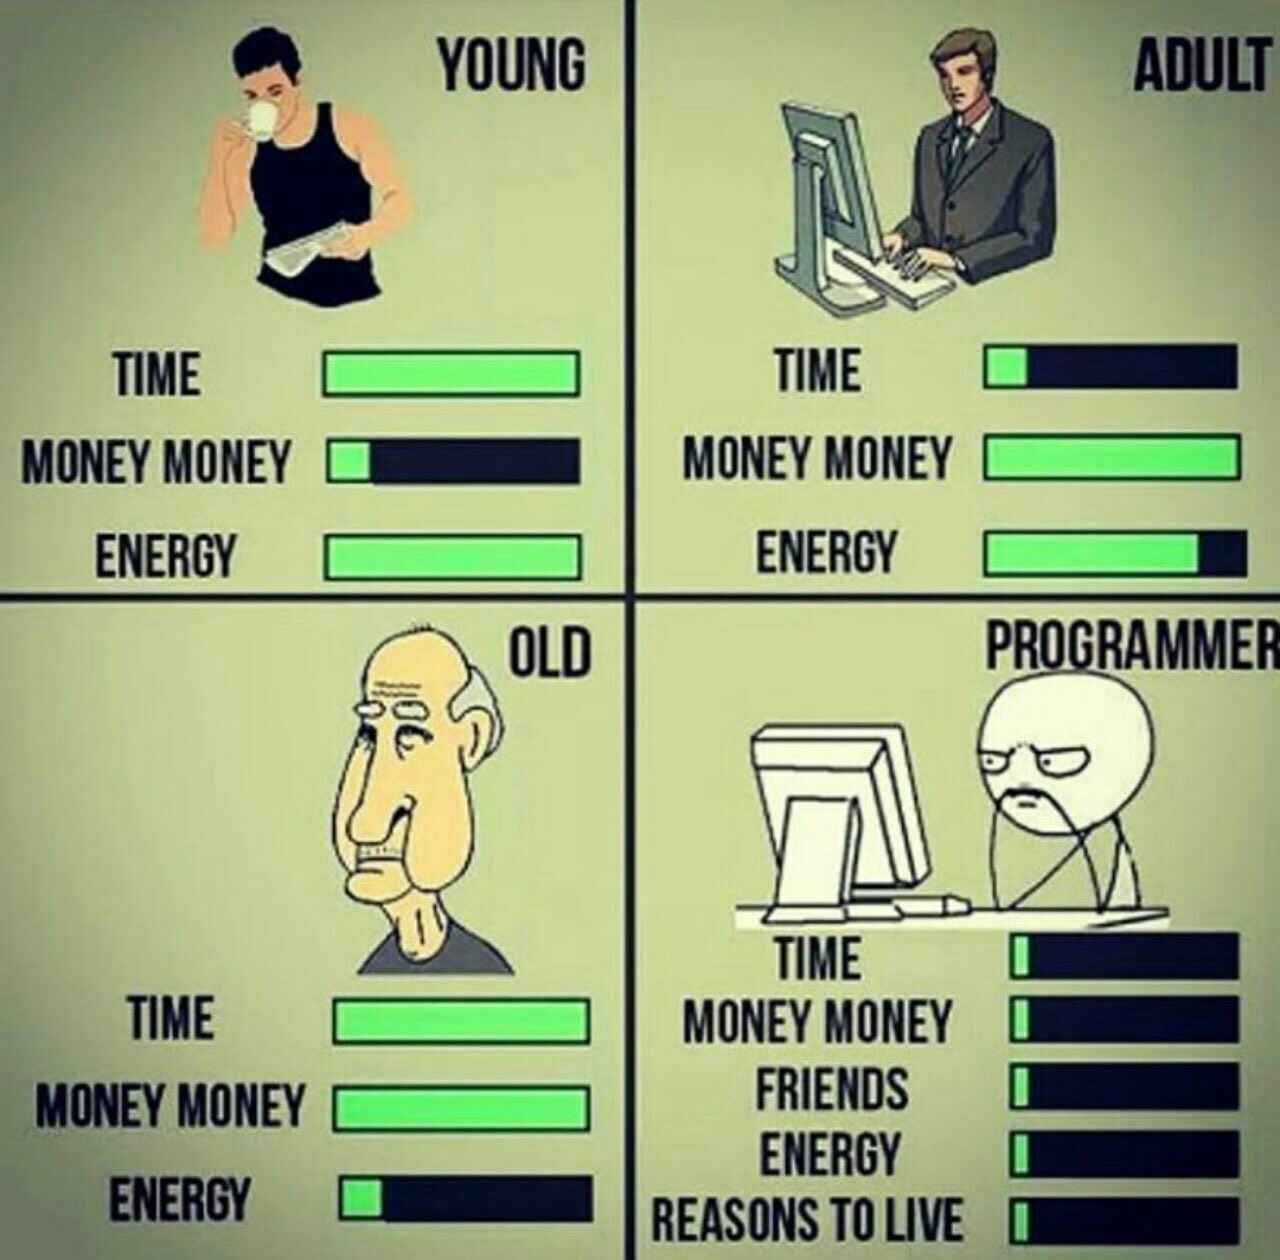 YOUNG
TIME
MONEY MONEY
ENERGY
ADULT
TIME
MONEY MONEY
ENERGY
OLD
TIME
MONEY MONEY
ENERGY
PROGRAMMER
TIME
MONEY MONEY
FRIENDS
ENERGY
REASONS TO LIVE